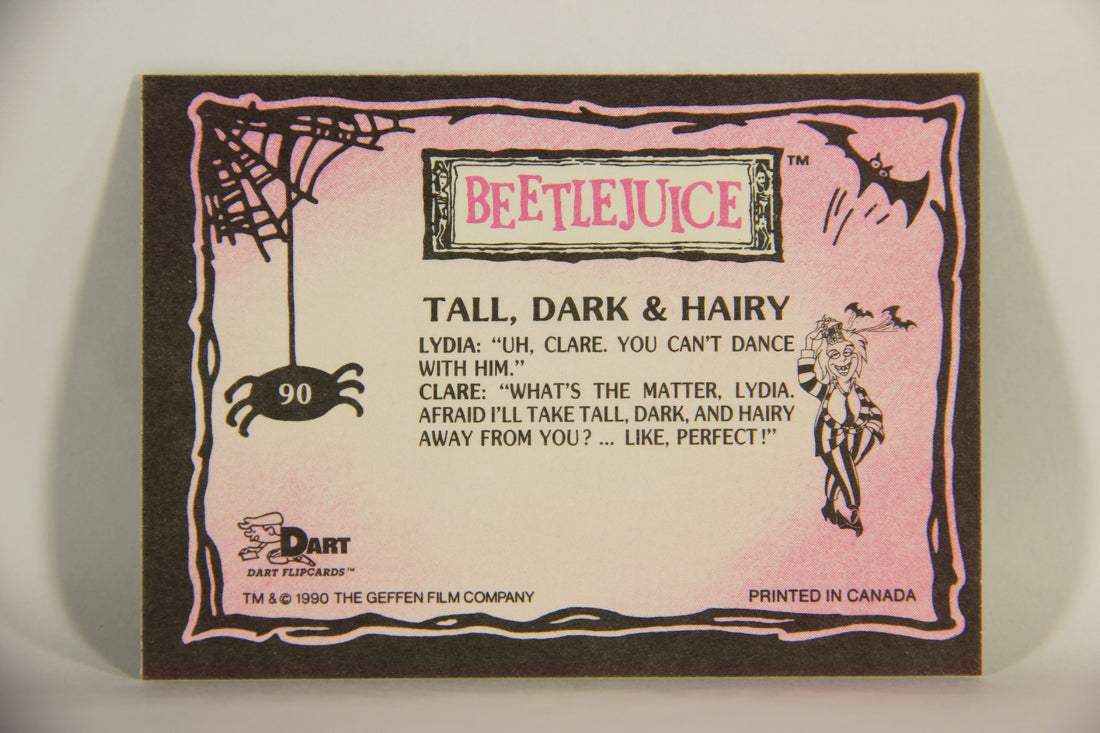 BEETLEJUICE ™
TALL, DARK & HAIRY
LYDIA: “UH, CLARE. YOU CAN’T DANCE
WITH HIM.”
CLARE: “WHAT’S THE MATTER, LYDIA.
AFRAID I’LL TAKE TALL, DARK, AND HAIRY
AWAY FROM YOU? ... LIKE, PERFECT!”
90
DART
DART FLIPCARDS™
TM & © 1990 THE GEFFEN FILM COMPANY
PRINTED IN CANADA